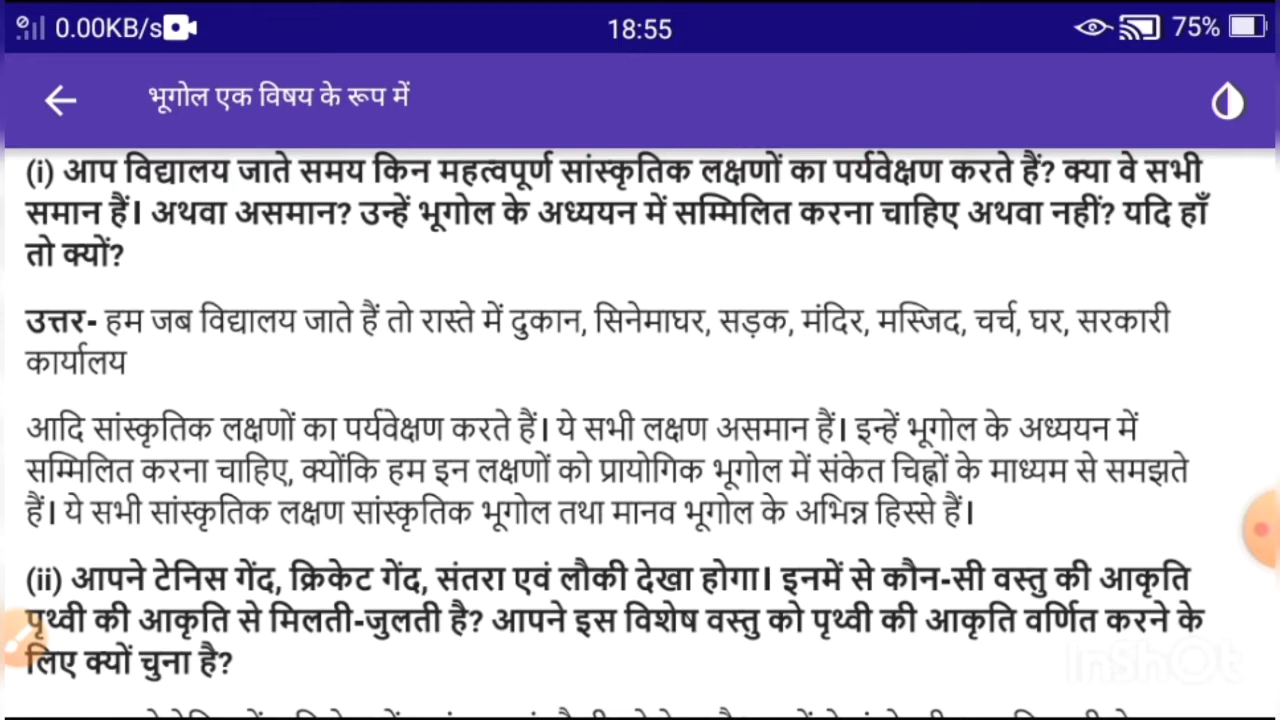 0.00KB/s 18:55 75%
भूगोल एक विषय के रूप में
(i) आप विद्यालय जाते समय किन महत्वपूर्ण सांस्कृतिक लक्षणों का पर्यवेक्षण करते हैं? क्या वे सभी
समान हैं। अथवा असमान? उन्हें भूगोल के अध्ययन में सम्मिलित करना चाहिए अथवा नहीं? यदि हाँ
तो क्यों?
उत्तर- हम जब विद्यालय जाते हैं तो रास्ते में दुकान, सिनेमाघर, सड़क, मंदिर, मस्जिद, चर्च, घर, सरकारी
कार्यालय
आदि सांस्कृतिक लक्षणों का पर्यवेक्षण करते हैं। ये सभी लक्षण असमान हैं। इन्हें भूगोल के अध्ययन में
सम्मिलित करना चाहिए, क्योंकि हम इन लक्षणों को प्रायोगिक भूगोल में संकेत चिह्नों के माध्यम से समझते
हैं। ये सभी सांस्कृतिक लक्षण सांस्कृतिक भूगोल तथा मानव भूगोल के अभिन्न हिस्से हैं।
(ii) आपने टेनिस गेंद, क्रिकेट गेंद, संतरा एवं लौकी देखा होगा। इनमें से कौन-सी वस्तु की आकृति
पृथ्वी की आकृति से मिलती-जुलती है? आपने इस विशेष वस्तु को पृथ्वी की आकृति वर्णित करने के
लिए क्यों चुना है?
InShOt